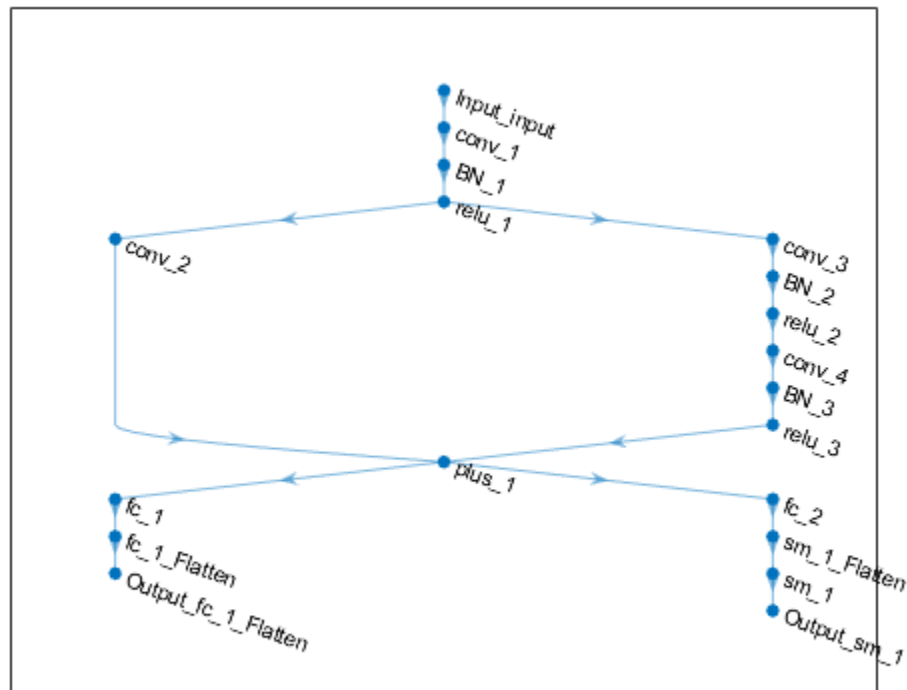 Input_input
conv_1
BN_1
relu_1
conv_2
conv_3
BN_2
relu_2
conv_4
BN_3
relu_3
plus_1
fc_1
fc_1_Flatten
Output_fc_1_Flatten
fc_2
sm_1_Flatten
sm_1
Output_sm_1